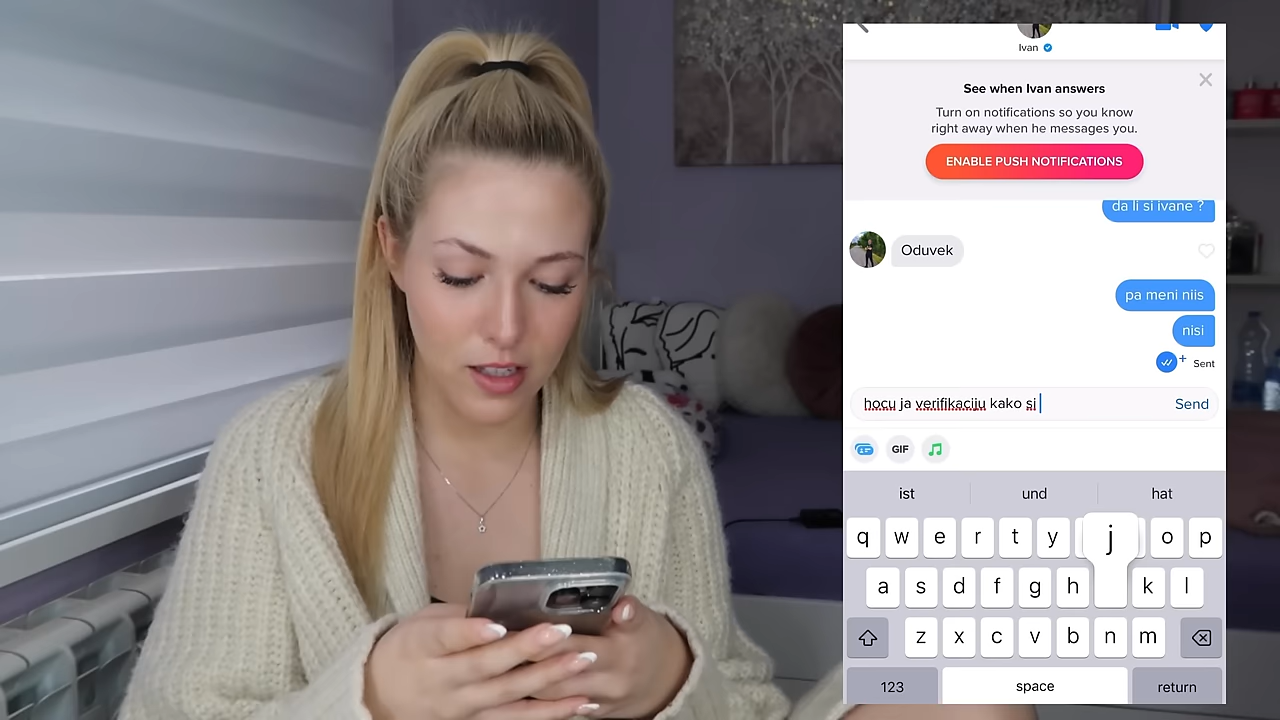 Ivan
See when Ivan answers
Turn on notifications so you know
right away when he messages you.
ENABLE PUSH NOTIFICATIONS
da li si ivane ?
Oduvek
pa meni niis
nisi
Sent
hocu ja verifikaciju kako si
Send
GIF
ist und hat
q w e r t y j o p
a s d f g h k l
z x c v b n m
123 space return